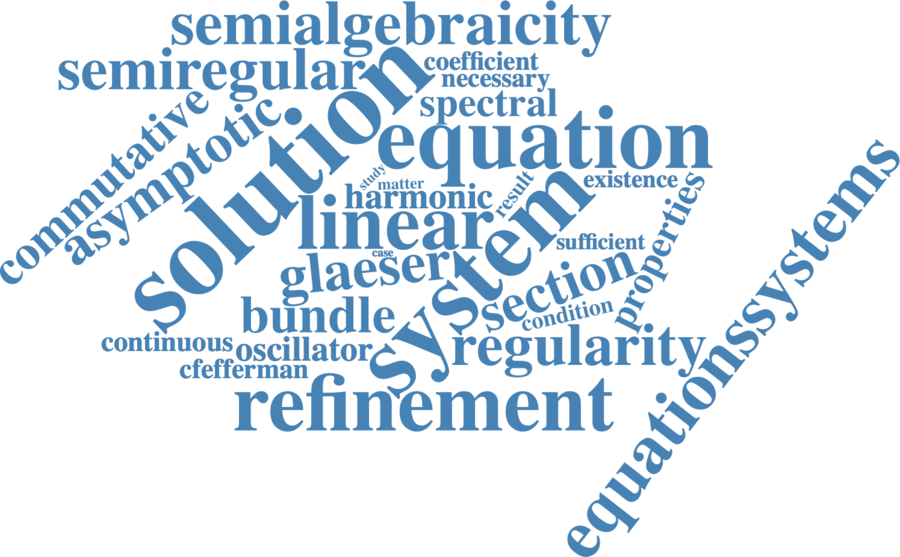 semialgebraicity
semiregular
coefficient
necessary
commutative
asymptotic
solution
spectral
equation
study
matter
existence
harmonic
result
linear
system
properties
sufficient
case
glaeser
section
bundle
condition
continuous
oscillator
regularity
cfefferman
refinement
equationssystems